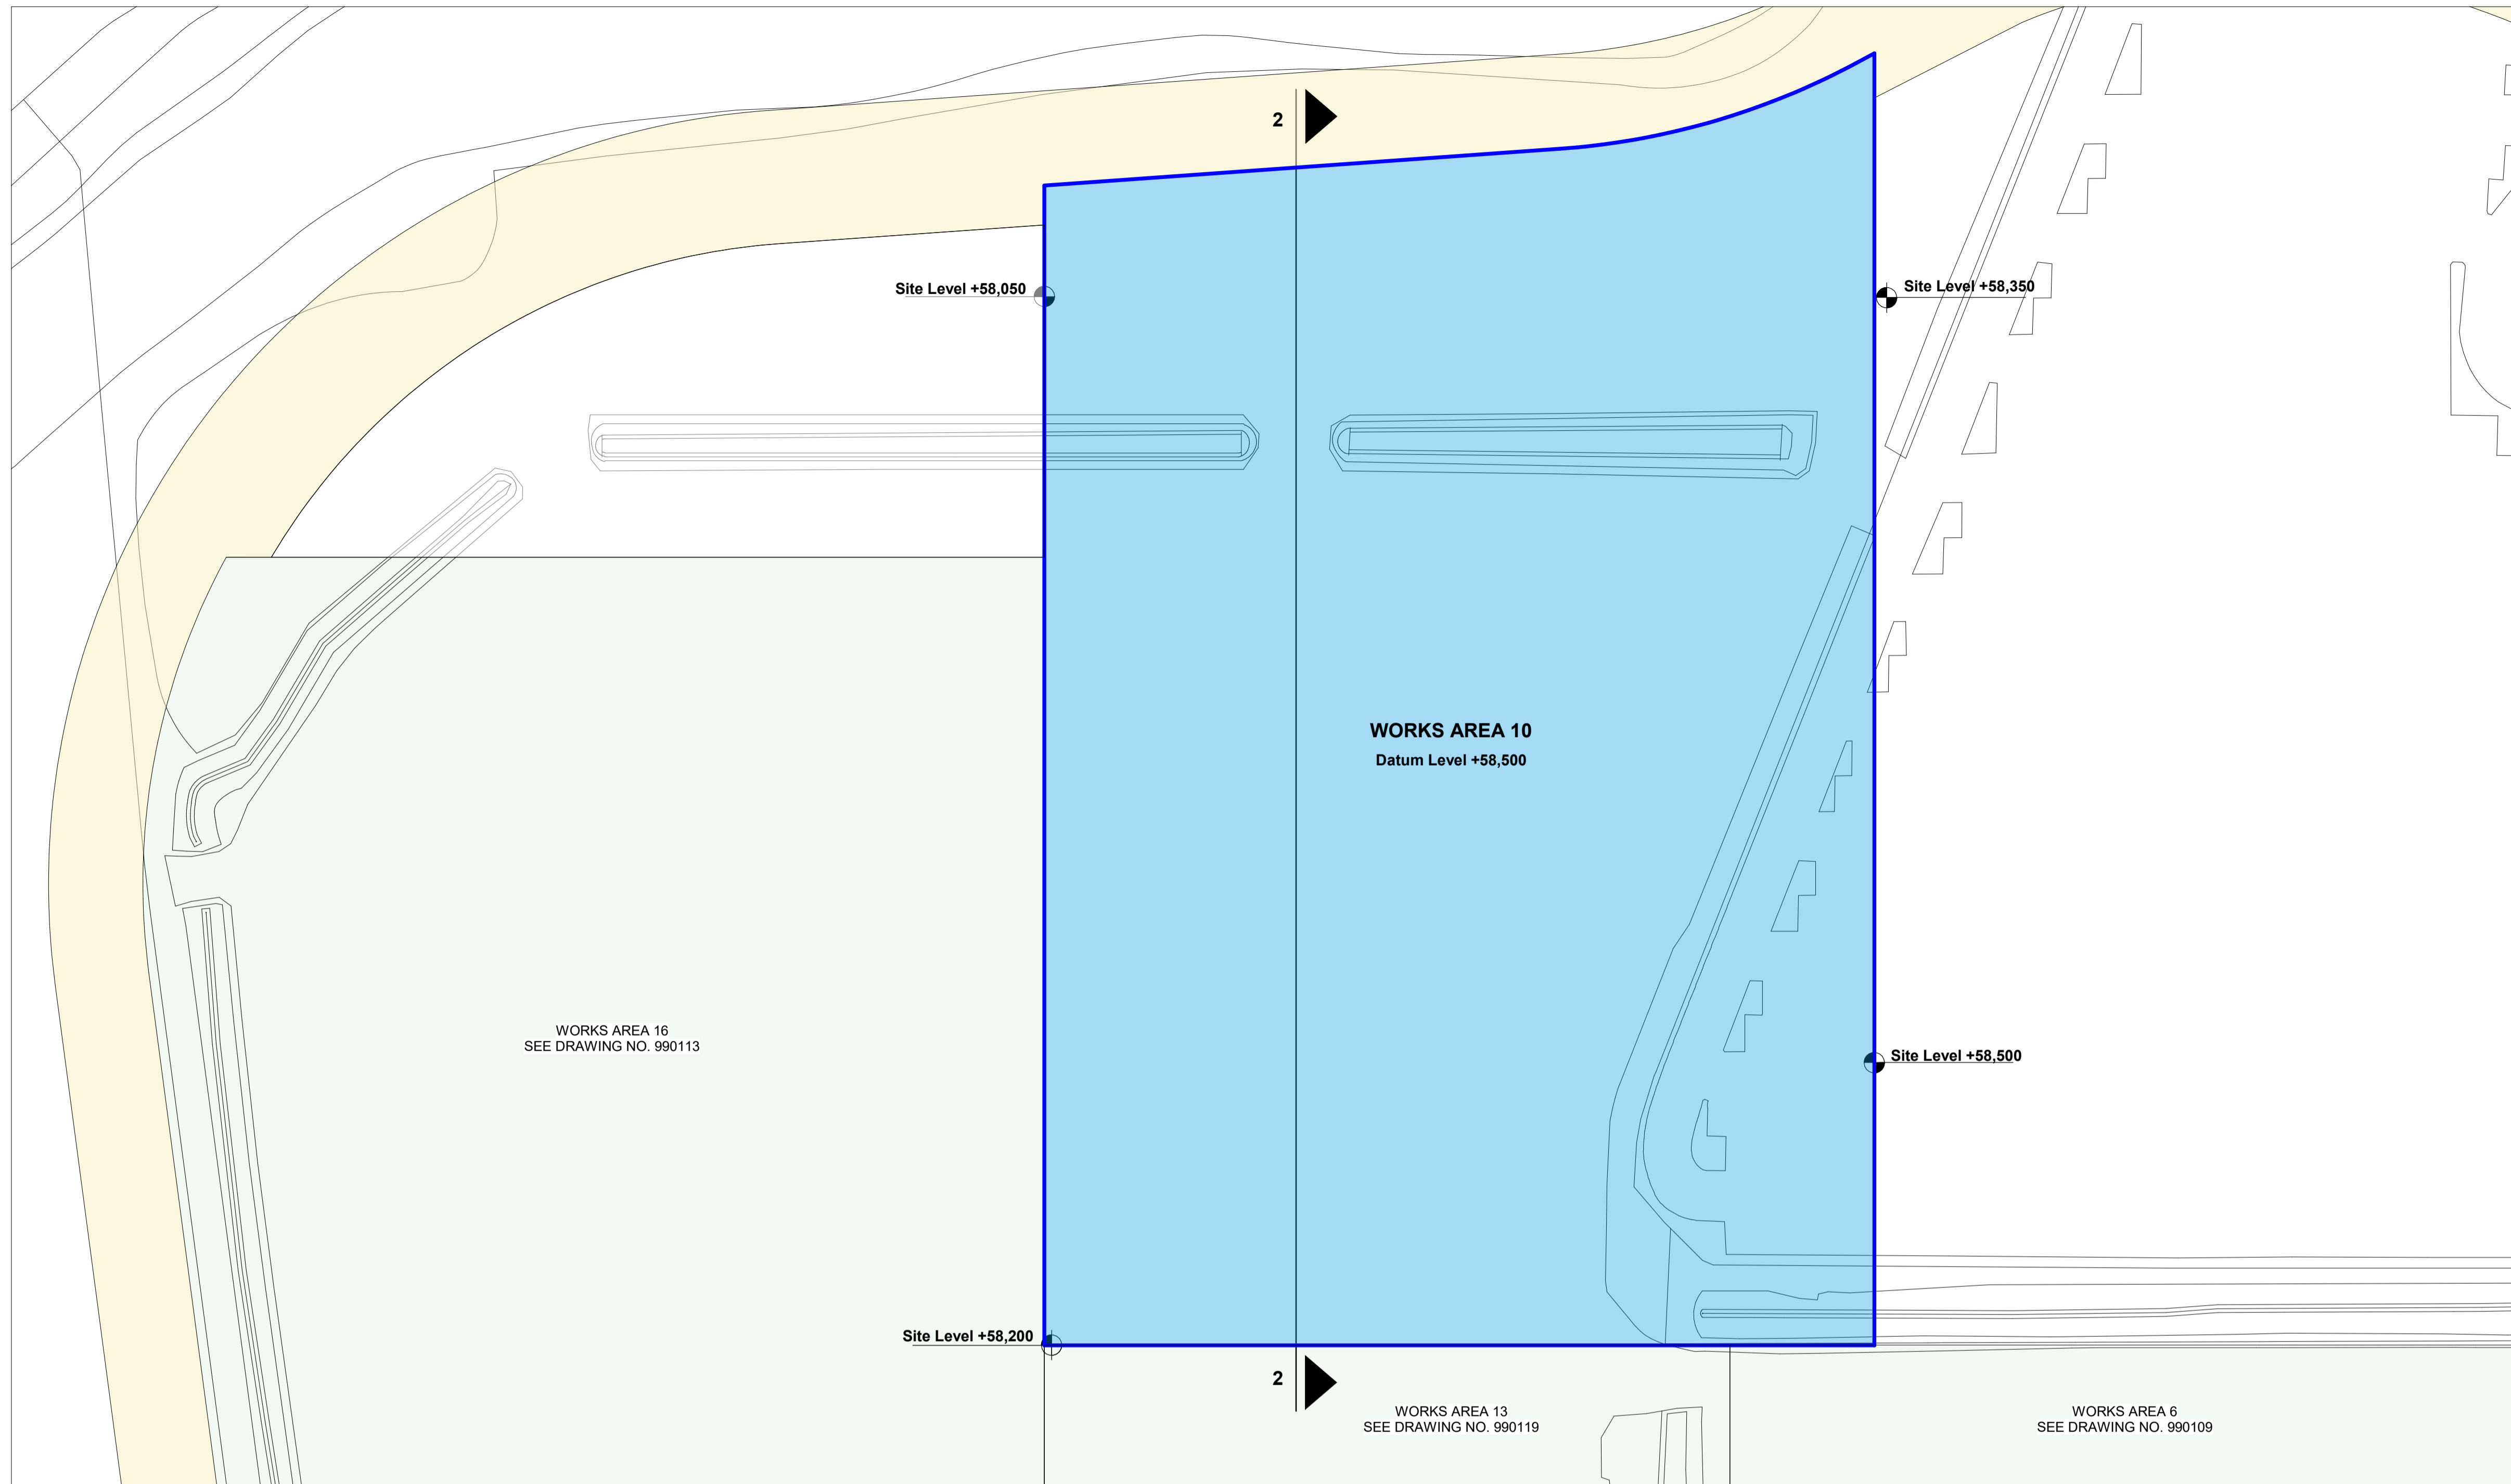 2
Site Level +58,050
Site Level +58,350
WORKS AREA 10
Datum Level +58,500
WORKS AREA 16
SEE DRAWING NO. 990113
Site Level +58,500
Site Level +58,200
2
WORKS AREA 13
SEE DRAWING NO. 990119
WORKS AREA 6
SEE DRAWING NO. 990109